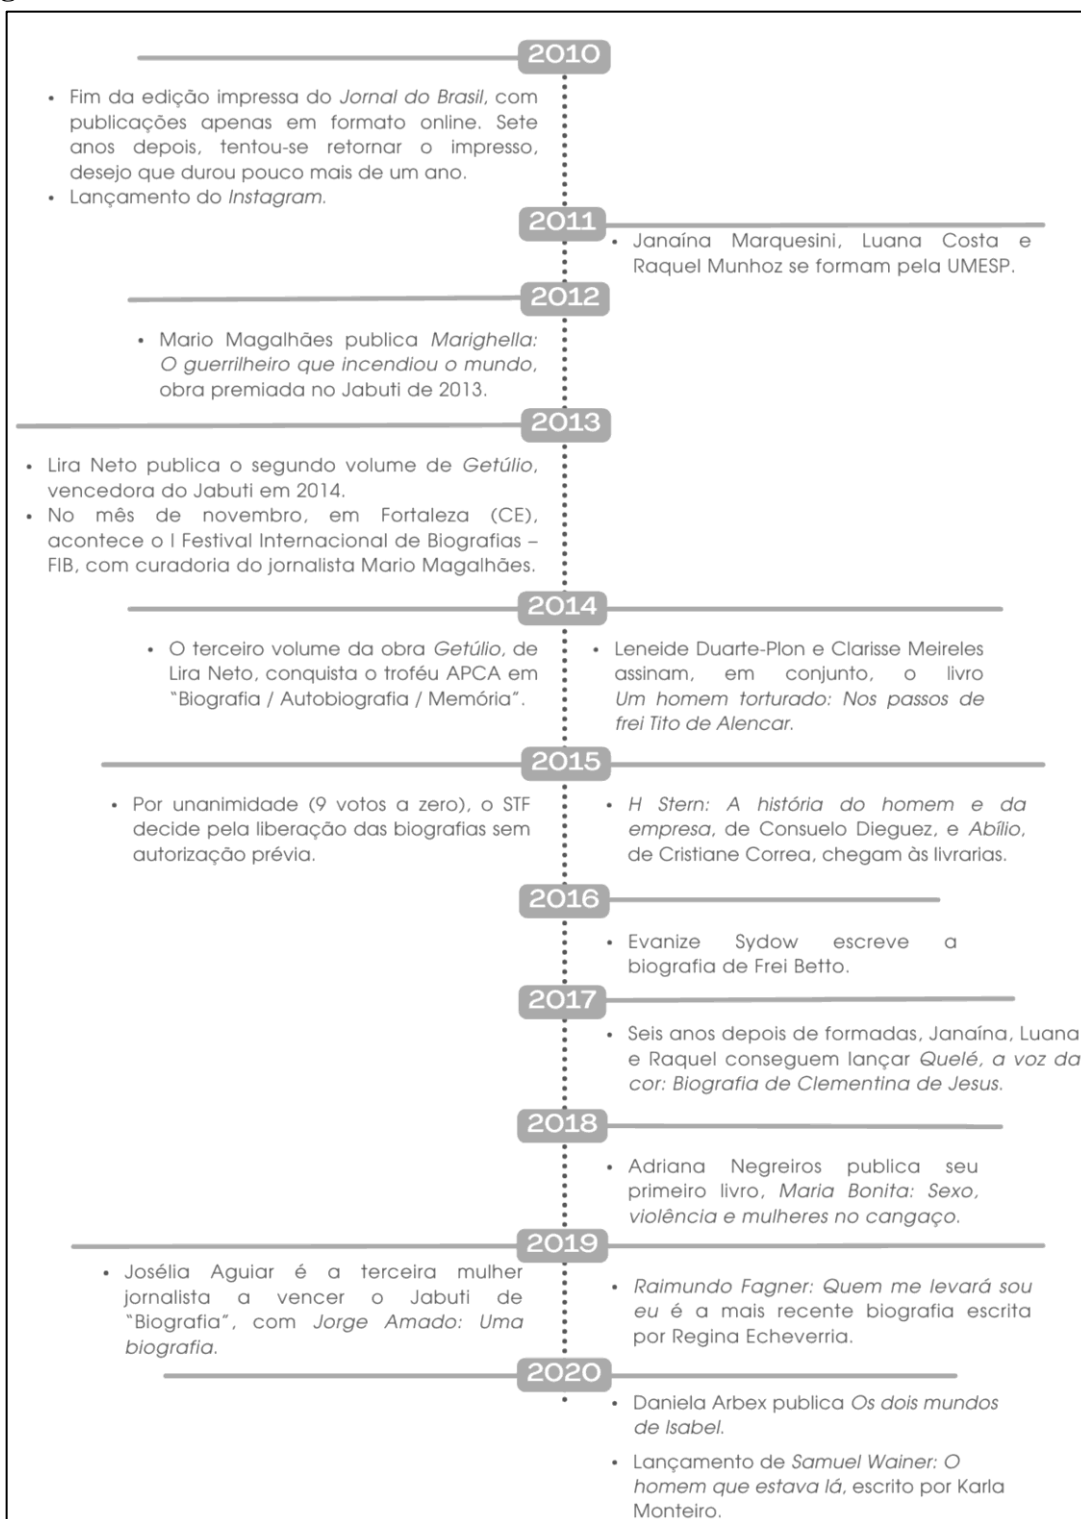 2010
• Fim da edição impressa do Jornal do Brasil, com
publicações apenas em formato online. Sete
anos depois, tentou-se retornar o impresso,
desejo que durou pouco mais de um ano.
• Lançamento do Instagram.
2011
• Janaína Marquesini, Luana Costa e
Raquel Munhoz se formam pela UMESP.
2012
• Mario Magalhães publica Marighella:
O guerrilheiro que incendiou o mundo,
obra premiada no Jabuti de 2013.
2013
• Lira Neto publica o segundo volume de Getúlio,
vencedora do Jabuti em 2014.
• No mês de novembro, em Fortaleza (CE),
acontece o I Festival Internacional de Biografias –
FIB, com curadoria do jornalista Mario Magalhães.
2014
• O terceiro volume da obra Getúlio, de
Lira Neto, conquista o troféu APCA em
"Biografia / Autobiografia / Memória".
• Leneide Duarte-Plon e Clarisse Meireles
assinam, em conjunto, o livro
Um homem torturado: Nos passos de
frei Tito de Alencar.
2015
• Por unanimidade (9 votos a zero), o STF
decide pela liberação das biografias sem
autorização prévia.
• H Stern: A história do homem e da
empresa, de Consuelo Dieguez, e Abílio,
de Cristiane Correa, chegam às livrarias.
2016
• Evanize Sydow escreve a
biografia de Frei Betto.
2017
• Seis anos depois de formadas, Janaína, Luana
e Raquel conseguem lançar Quelé, a voz da
cor: Biografia de Clementina de Jesus.
2018
• Adriana Negreiros publica seu
primeiro livro, Maria Bonita: Sexo,
violência e mulheres no cangaço.
2019
• Josélia Aguiar é a terceira mulher
jornalista a vencer o Jabuti de
"Biografia", com Jorge Amado: Uma
biografia.
• Raimundo Fagner: Quem me levará sou
eu é a mais recente biografia escrita
por Regina Echeverria.
2020
• Daniela Arbex publica Os dois mundos
de Isabel.
• Lançamento de Samuel Wainer: O
homem que estava lá, escrito por Karla
Monteiro.